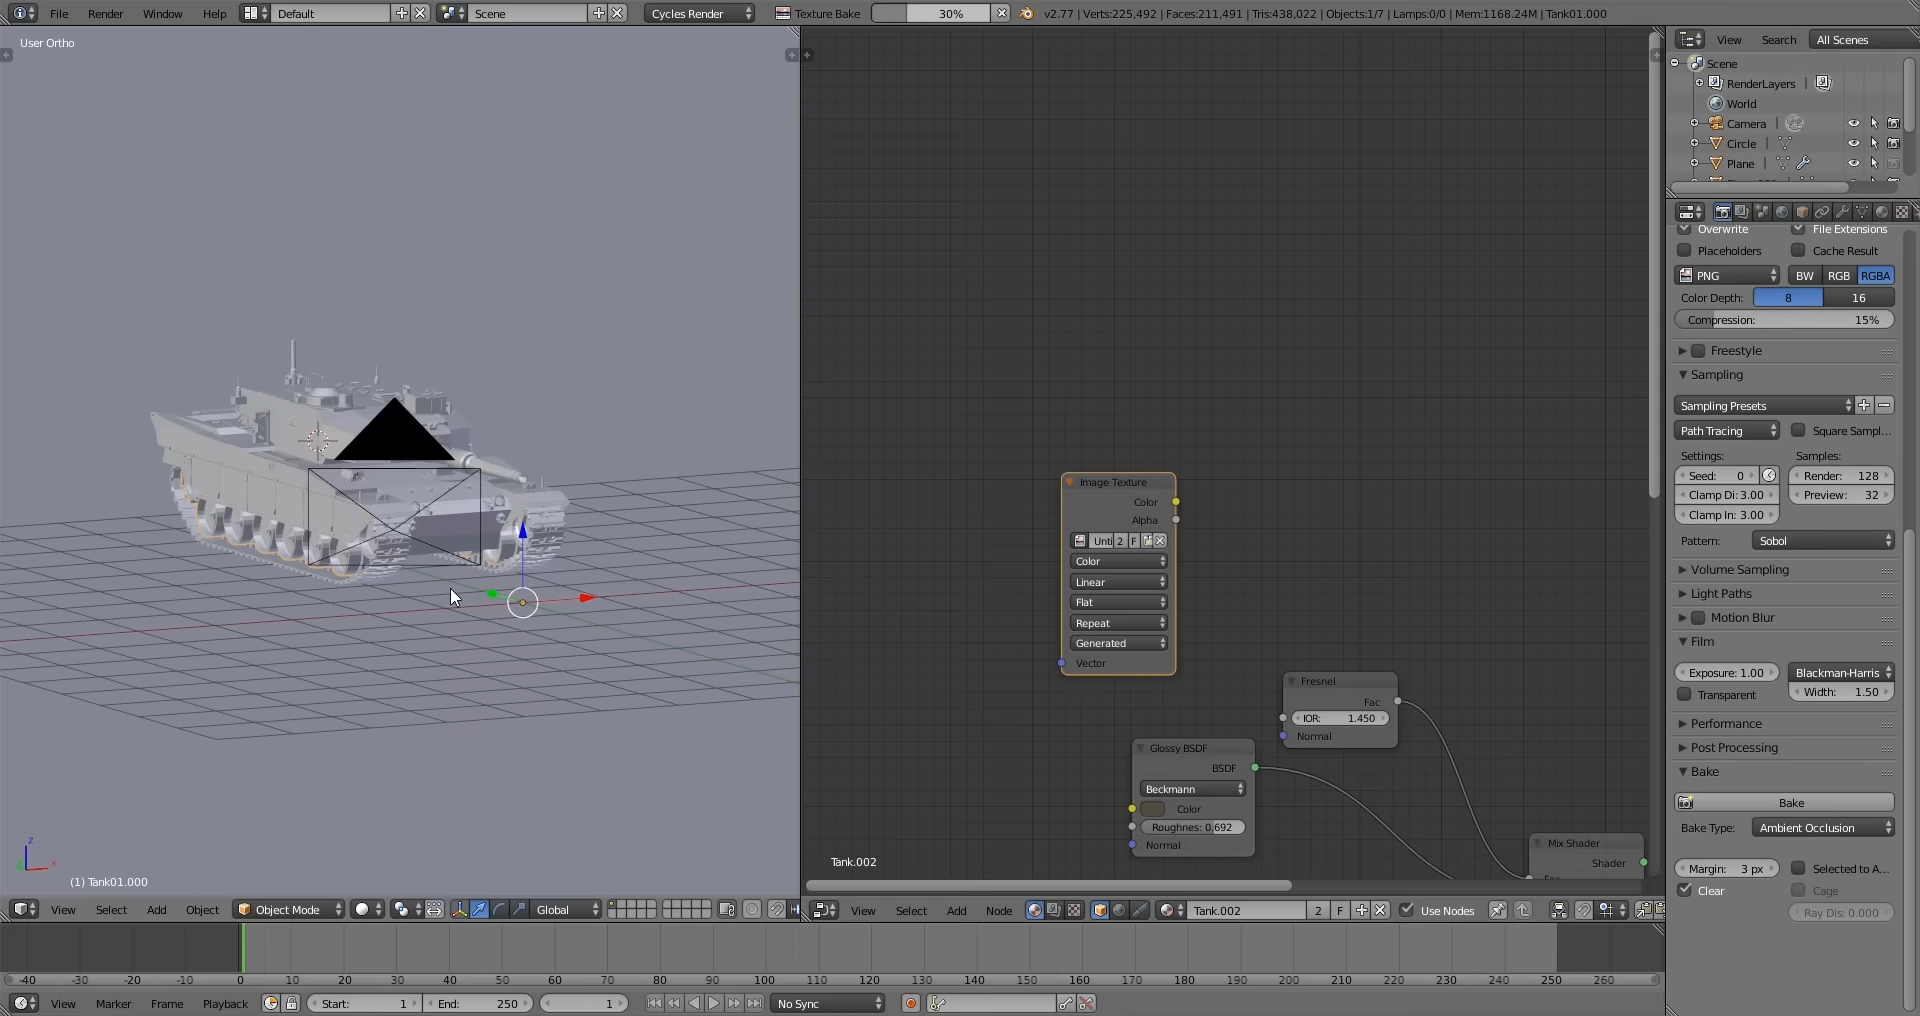 File Render Window Help Default Scene Cycles Render Texture Bake 30% v2.77 | Verts:225,492 | Faces:211,491 | Tris:438,022 | Objects:1/7 | Lamps:0/0 | Mem:1168.24M | Tank01.000
User Ortho
(1) Tank01.000
View Select Add Object Object Mode Global
Image Texture
Color
Alpha
Unti 2 F
Color
Linear
Flat
Repeat
Generated
Vector
Fresnel
Fac
IOR: 1.450
Normal
Glossy BSDF
BSDF
Beckmann
Color
Roughnes: 0.692
Normal
Mix Shader
Shader
Fac
Tank.002
View Select Add Node Tank.002 2 F Use Nodes
View Search All Scenes
Scene
RenderLayers |
World
Camera |
Circle |
Plane |
Overwrite File Extensions
Placeholders Cache Result
PNG BW RGB RGBA
Color Depth: 8 16
Compression: 15%
Freestyle
Sampling
Sampling Presets
Path Tracing Square Sampl...
Settings: Samples:
Seed: 0 Render: 128
Clamp Di: 3.00 Preview: 32
Clamp In: 3.00
Pattern: Sobol
Volume Sampling
Light Paths
Motion Blur
Film
Exposure: 1.00 Blackman-Harris
Transparent Width: 1.50
Performance
Post Processing
Bake
Bake
Bake Type: Ambient Occlusion
Margin: 3 px Selected to A...
Clear Cage
Ray Dis: 0.000
-40 -30 -20 -10 0 10 20 30 40 50 60 70 80 90 100 110 120 130 140 150 160 170 180 190 200 210 220 230 240 250 260
View Marker Frame Playback Start: 1 End: 250 1 No Sync
z
x